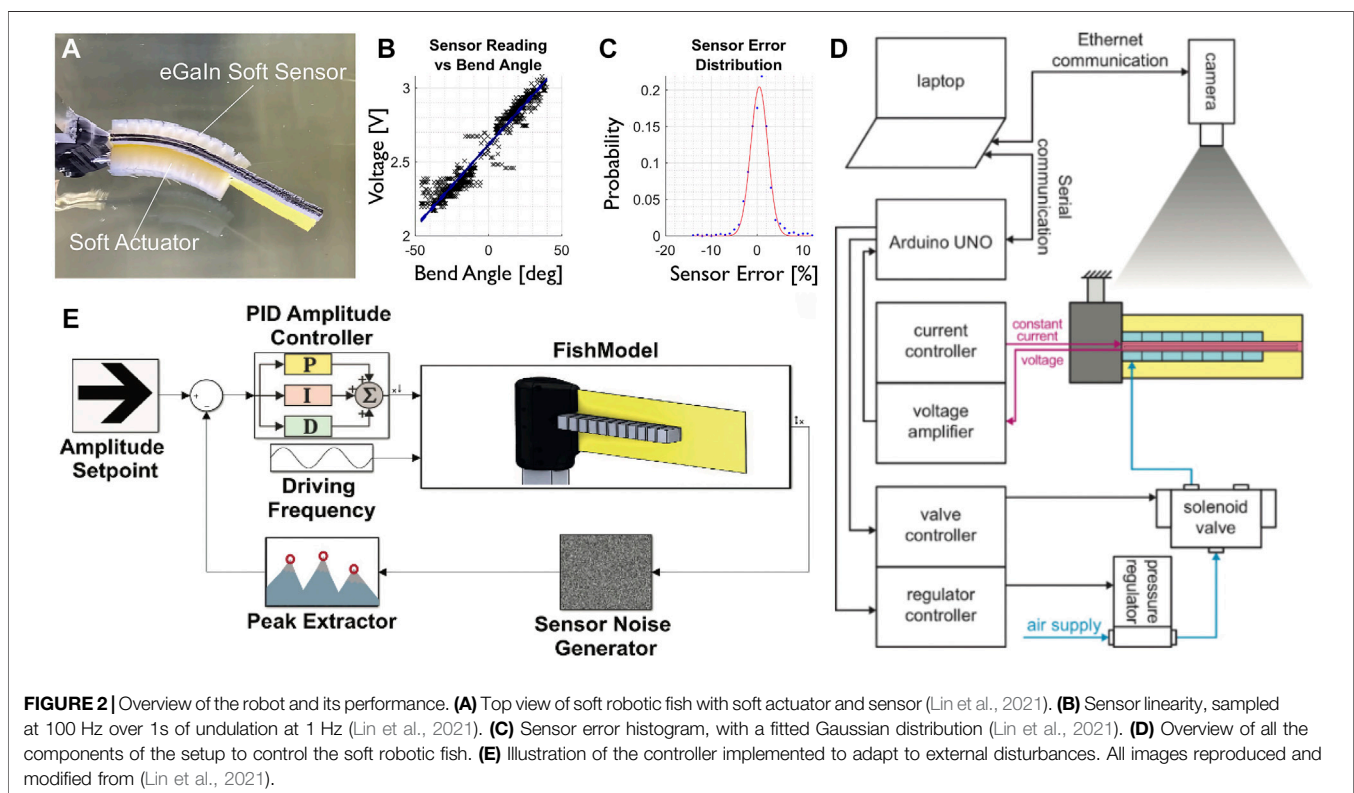 A
eGaIn Soft Sensor
Soft Actuator
B
Sensor Reading
vs Bend Angle
Voltage [V]
3
2.5
2
-50
0
50
Bend Angle [deg]
C
Sensor Error
Distribution
Probability
0.2
0.15
0.1
0.05
0
-20
-10
0
10
Sensor Error [%]
D
laptop
Ethernet
communication
camera
Serial
communication
Arduino UNO
current
controller
constant
current
voltage
voltage
amplifier
valve
controller
solenoid
valve
regulator
controller
pressure
regulator
air supply
E
PID Amplitude
Controller
P
I
D
+
+
+
Σ
+
−
Amplitude
Setpoint
Driving
Frequency
FishModel
Peak Extractor
Sensor Noise
Generator
FIGURE 2 | Overview of the robot and its performance. (A) Top view of soft robotic fish with soft actuator and sensor (Lin et al., 2021). (B) Sensor linearity, sampled
at 100 Hz over 1s of undulation at 1 Hz (Lin et al., 2021). (C) Sensor error histogram, with a fitted Gaussian distribution (Lin et al., 2021). (D) Overview of all the
components of the setup to control the soft robotic fish. (E) Illustration of the controller implemented to adapt to external disturbances. All images reproduced and
modified from (Lin et al., 2021).